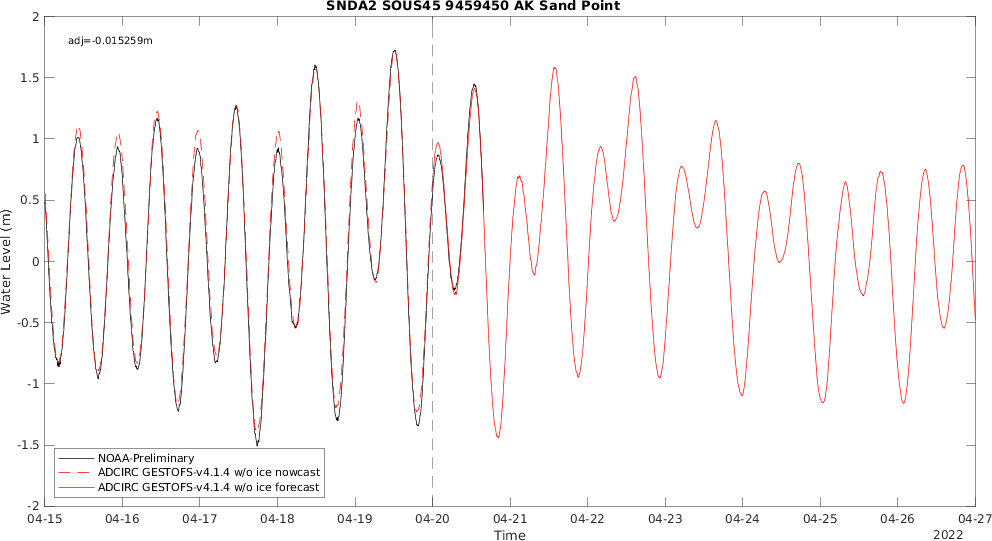 SNDA2 SOUS45 9459450 AK Sand Point
adj=-0.015259m
2
1.5
1
0.5
0
-0.5
-1
-1.5
-2
Water Level (m)
NOAA-Preliminary
ADCIRC GESTOFS-v4.1.4 w/o ice nowcast
ADCIRC GESTOFS-v4.1.4 w/o ice forecast
04-15 04-16 04-17 04-18 04-19 04-20 04-21 04-22 04-23 04-24 04-25 04-26 04-27
Time
2022